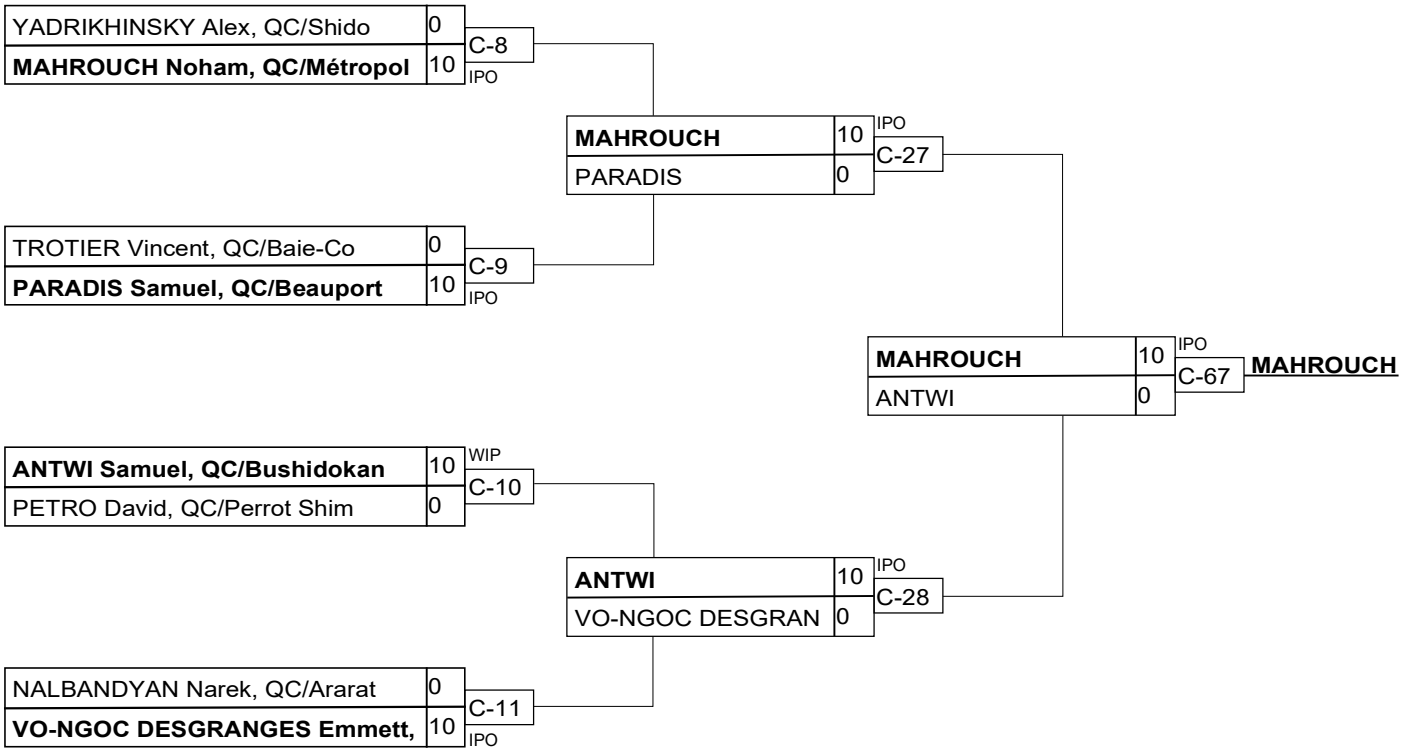 YADRIKHINSKY Alex, QC/Shido 0
C-8
MAHROUCH Noham, QC/Métropol 10
IPO
MAHROUCH 10 IPO
C-27
PARADIS 0
TROTIER Vincent, QC/Baie-Co 0
C-9
PARADIS Samuel, QC/Beauport 10
IPO
MAHROUCH 10 IPO
C-67 MAHROUCH
ANTWI 0
ANTWI Samuel, QC/Bushidokan 10 WIP
C-10
PETRO David, QC/Perrot Shim 0
ANTWI 10 IPO
C-28
VO-NGOC DESGRAN 0
NALBANDYAN Narek, QC/Ararat 0
C-11
VO-NGOC DESGRANGES Emmett, 10
IPO